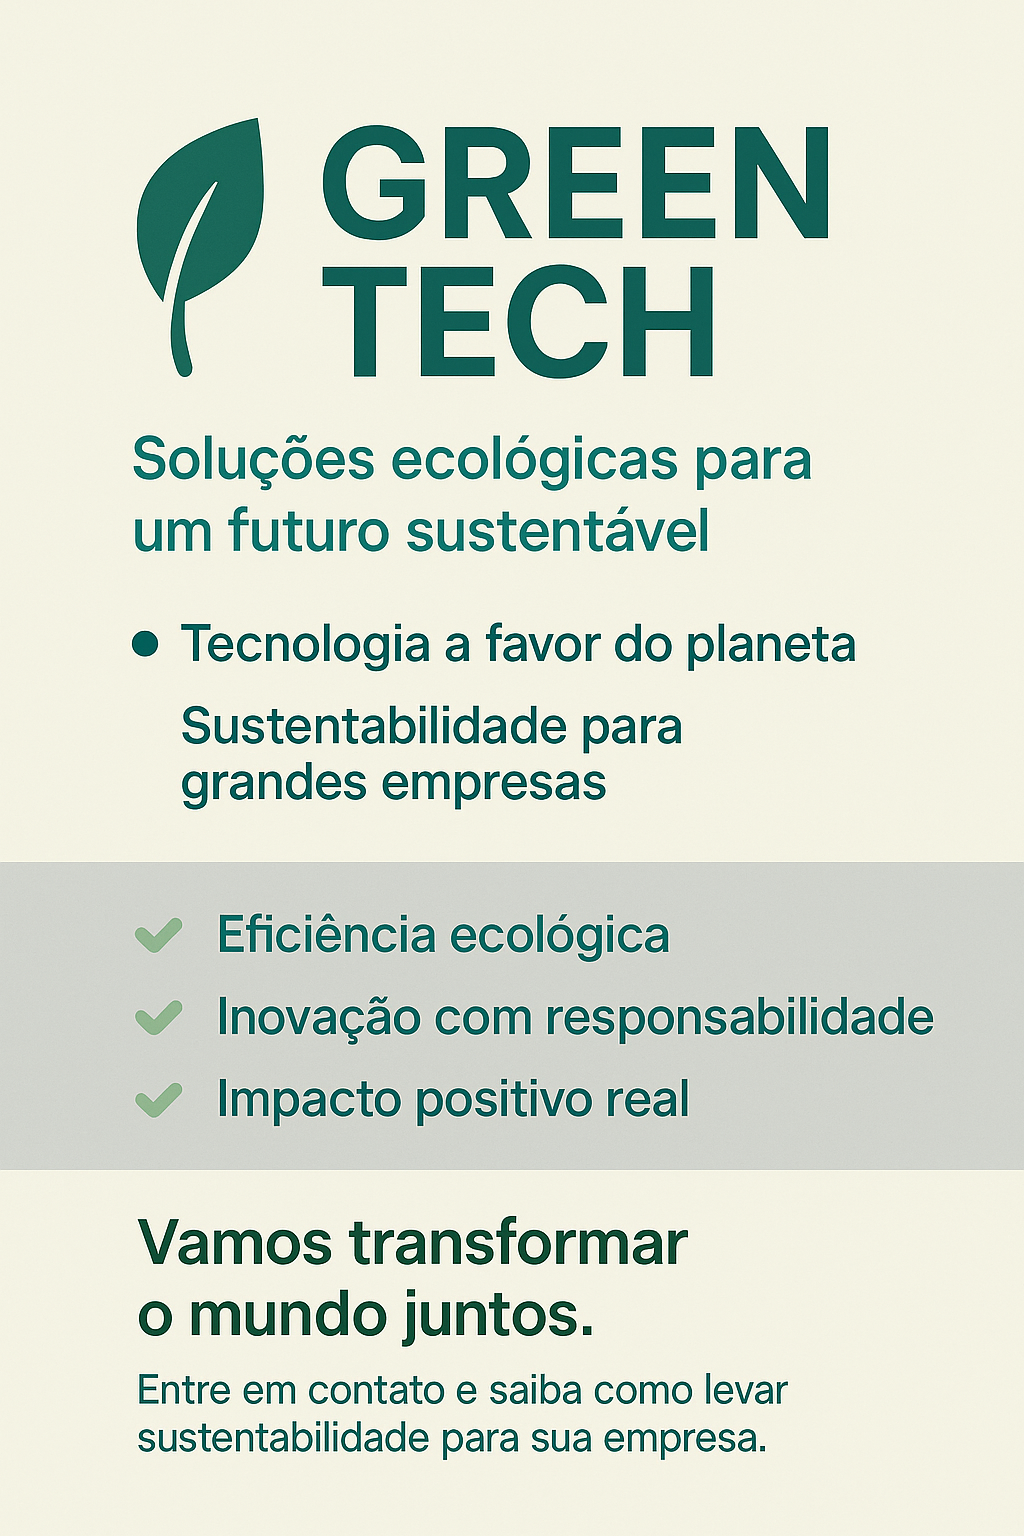 GREEN
TECH
Soluções ecológicas para
um futuro sustentável
Tecnologia a favor do planeta
Sustentabilidade para
grandes empresas
Eficiência ecológica
Inovação com responsabilidade
Impacto positivo real
Vamos transformar
o mundo juntos.
Entre em contato e saiba como levar
sustentabilidade para sua empresa.